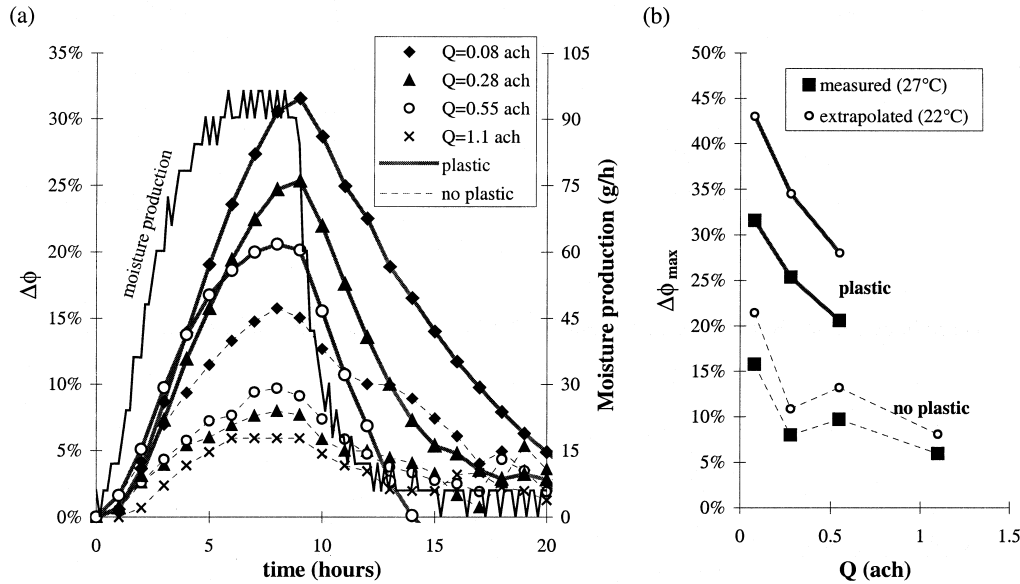 (a)
35%
30%
25%
20%
15%
10%
5%
0%
Δϕ
moisture production
Q=0.08 ach
Q=0.28 ach
Q=0.55 ach
Q=1.1 ach
plastic
no plastic
105
90
75
60
45
30
15
0
Moisture production (g/h)
0 5 10 15 20
time (hours)
(b)
50%
45%
40%
35%
30%
25%
20%
15%
10%
5%
0%
Δϕmax
measured (27°C)
extrapolated (22°C)
plastic
no plastic
0 0.5 1 1.5
Q (ach)